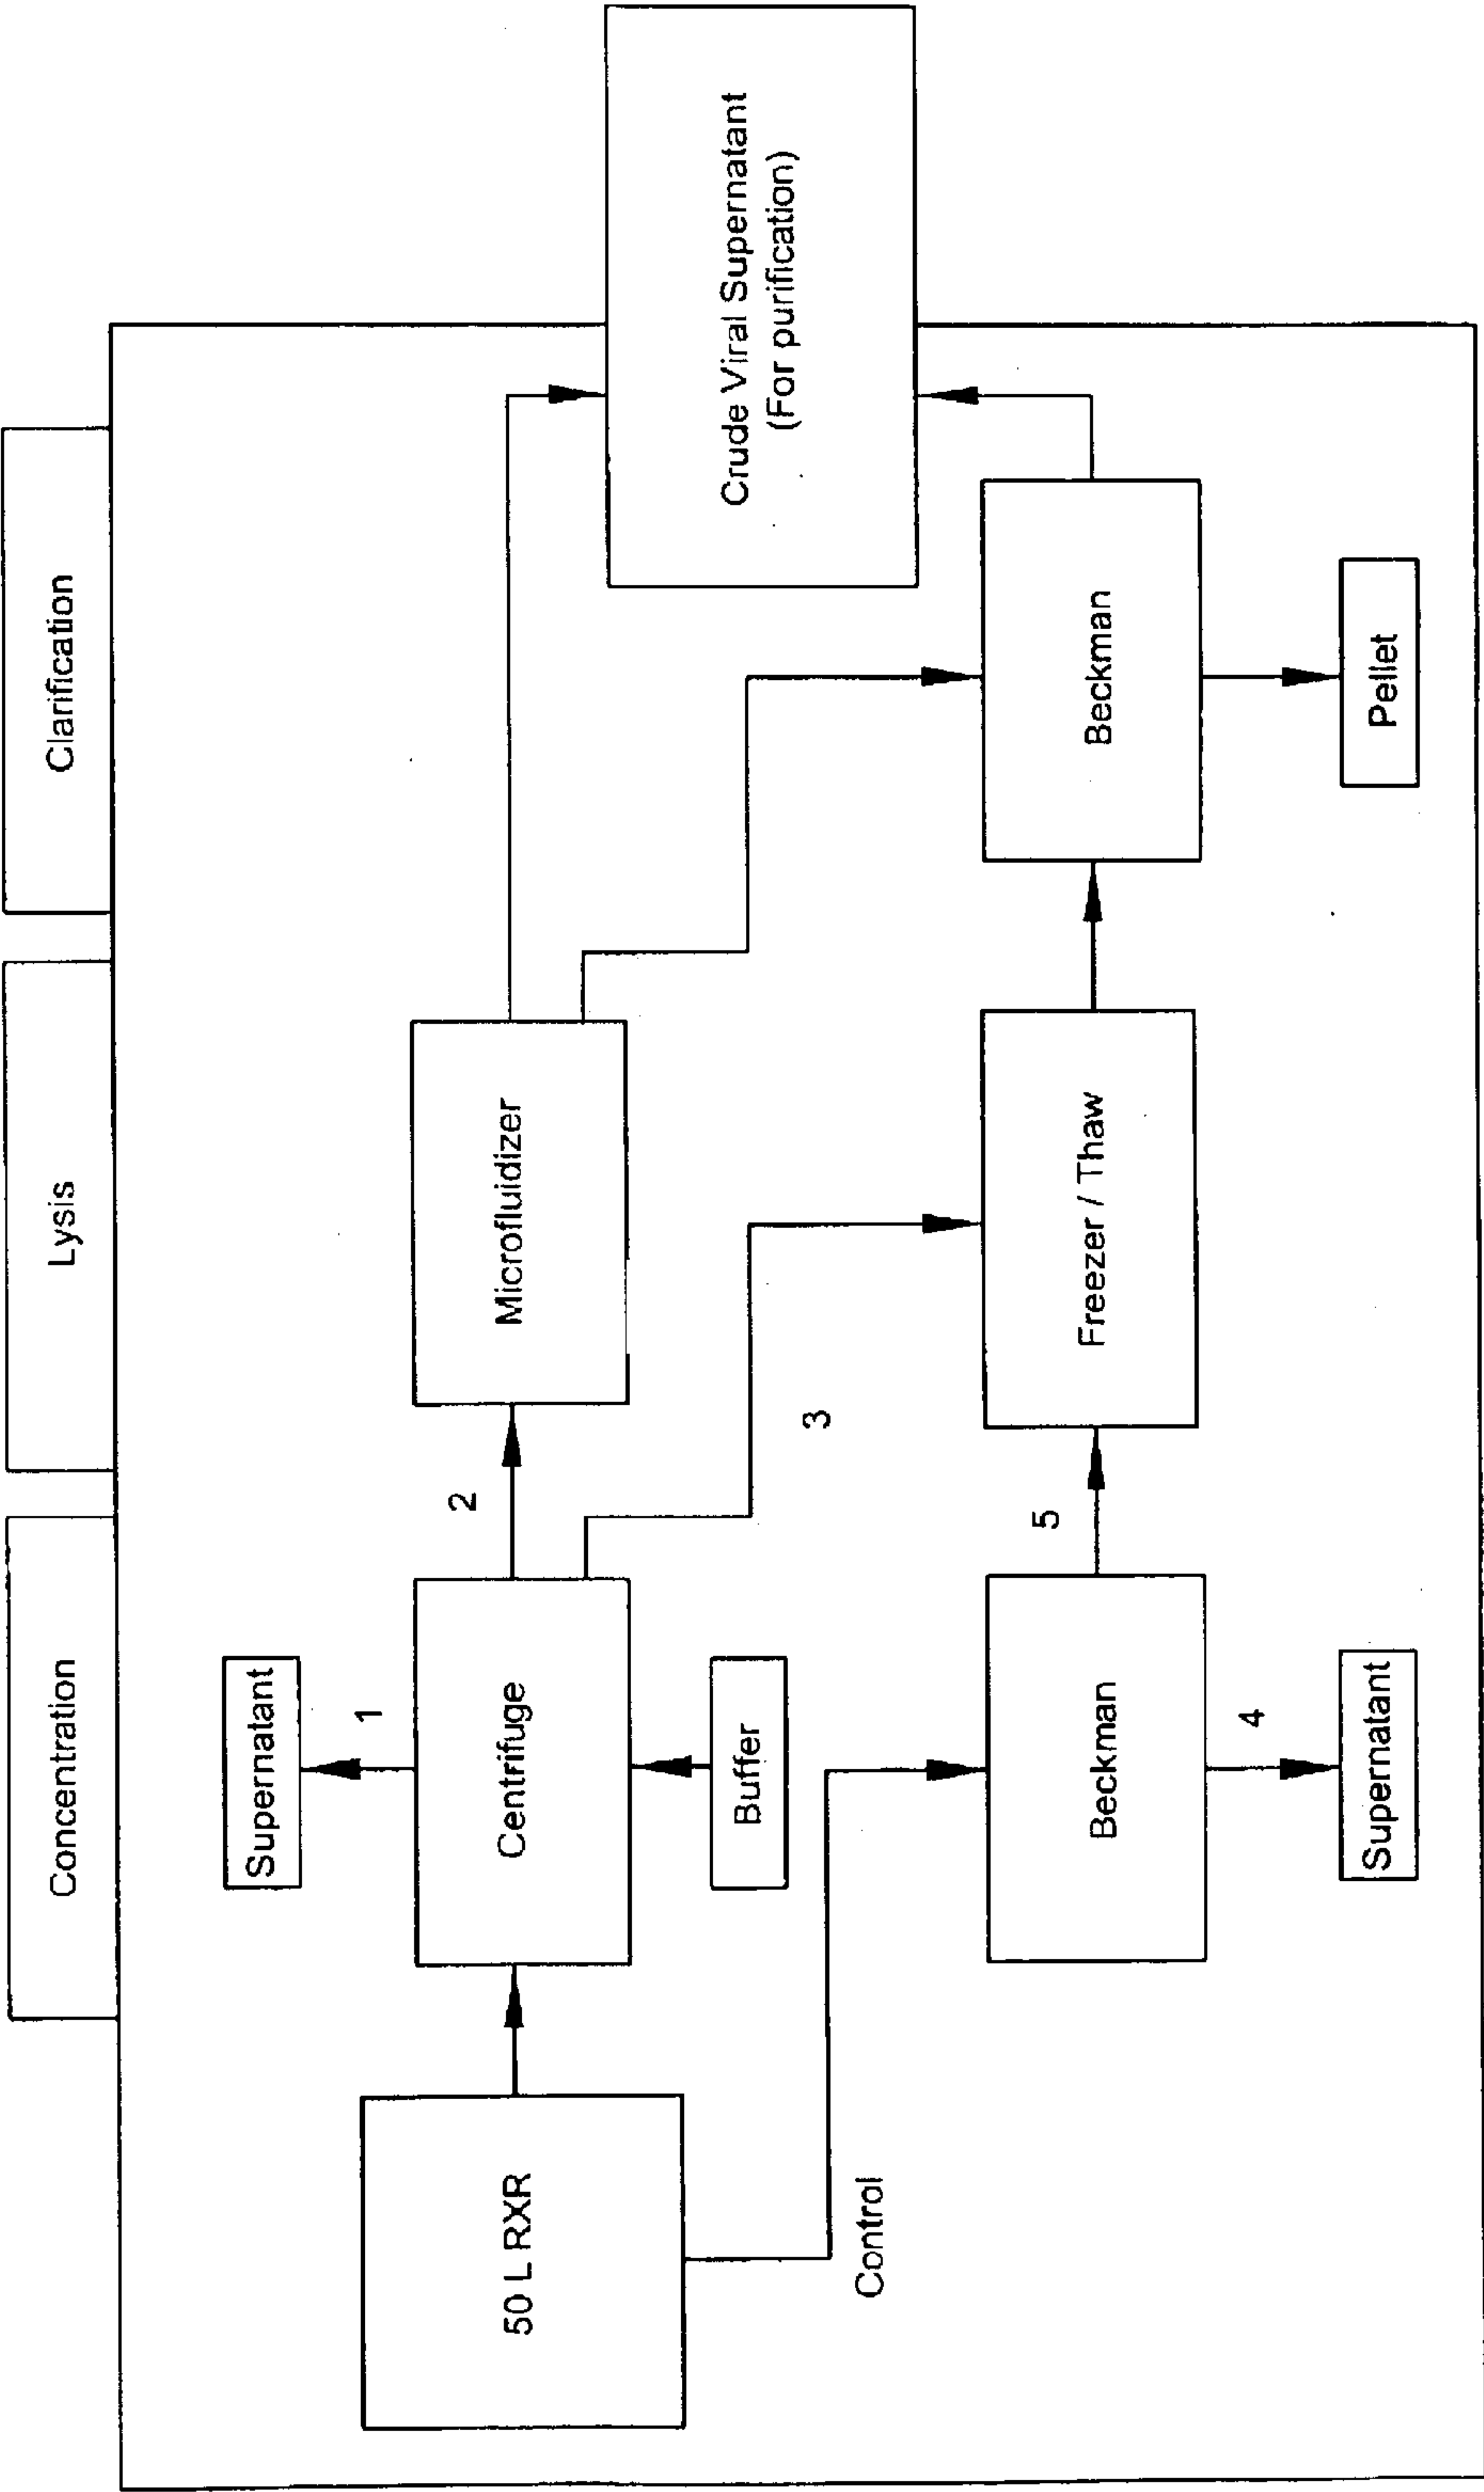 Concentration
Lysis
Clarification
Supernatant
1
50 L RXR
Centrifuge
2
Microfluidizer
Buffer
3
Crude Viral Supernatant
(For purification)
Control
Beckman
5
Freezer / Thaw
Beckman
4
Supernatant
Pellet